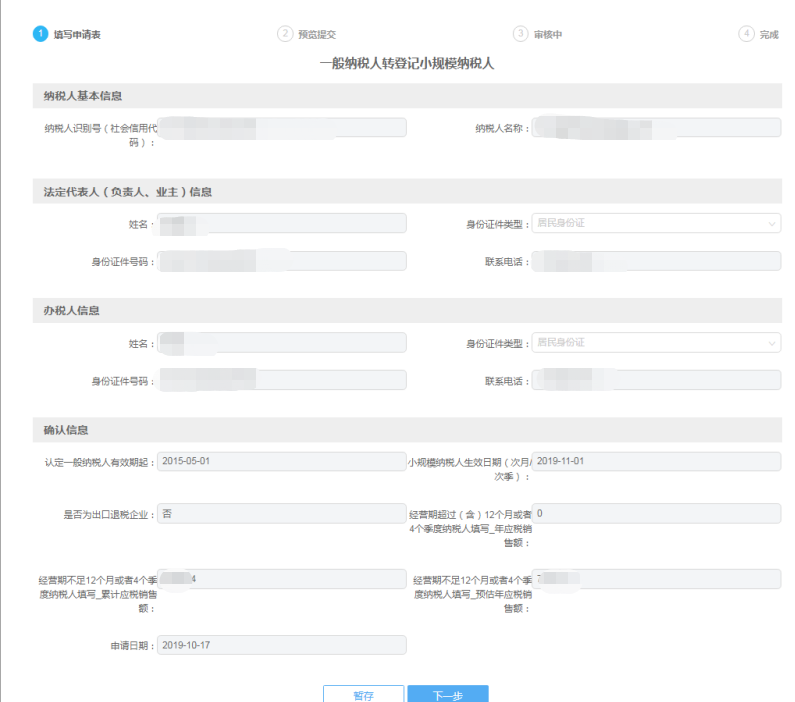 1 填写申请表 2 预览提交 3 审核中 4 完成
一般纳税人转登记小规模纳税人
纳税人基本信息
纳税人识别号（社会信用代 纳税人名称：
码）：
法定代表人（负责人、业主）信息
姓名： 身份证件类型： 居民身份证
身份证件号码： 联系电话：
办税人信息
姓名： 身份证件类型： 居民身份证
身份证件号码： 联系电话：
确认信息
认定一般纳税人有效期起： 2015-05-01 小规模纳税人生效日期（次月/ 2019-11-01
次季）：
是否为出口退税企业： 否 经营期超过（含）12个月或者 0
4个季度纳税人填写_年应税销
售额：
经营期不足12个月或者4个季 4 经营期不足12个月或者4个季
度纳税人填写_累计应税销售 度纳税人填写_预估年应税销
额： 售额：
申请日期： 2019-10-17
暂存 下一步